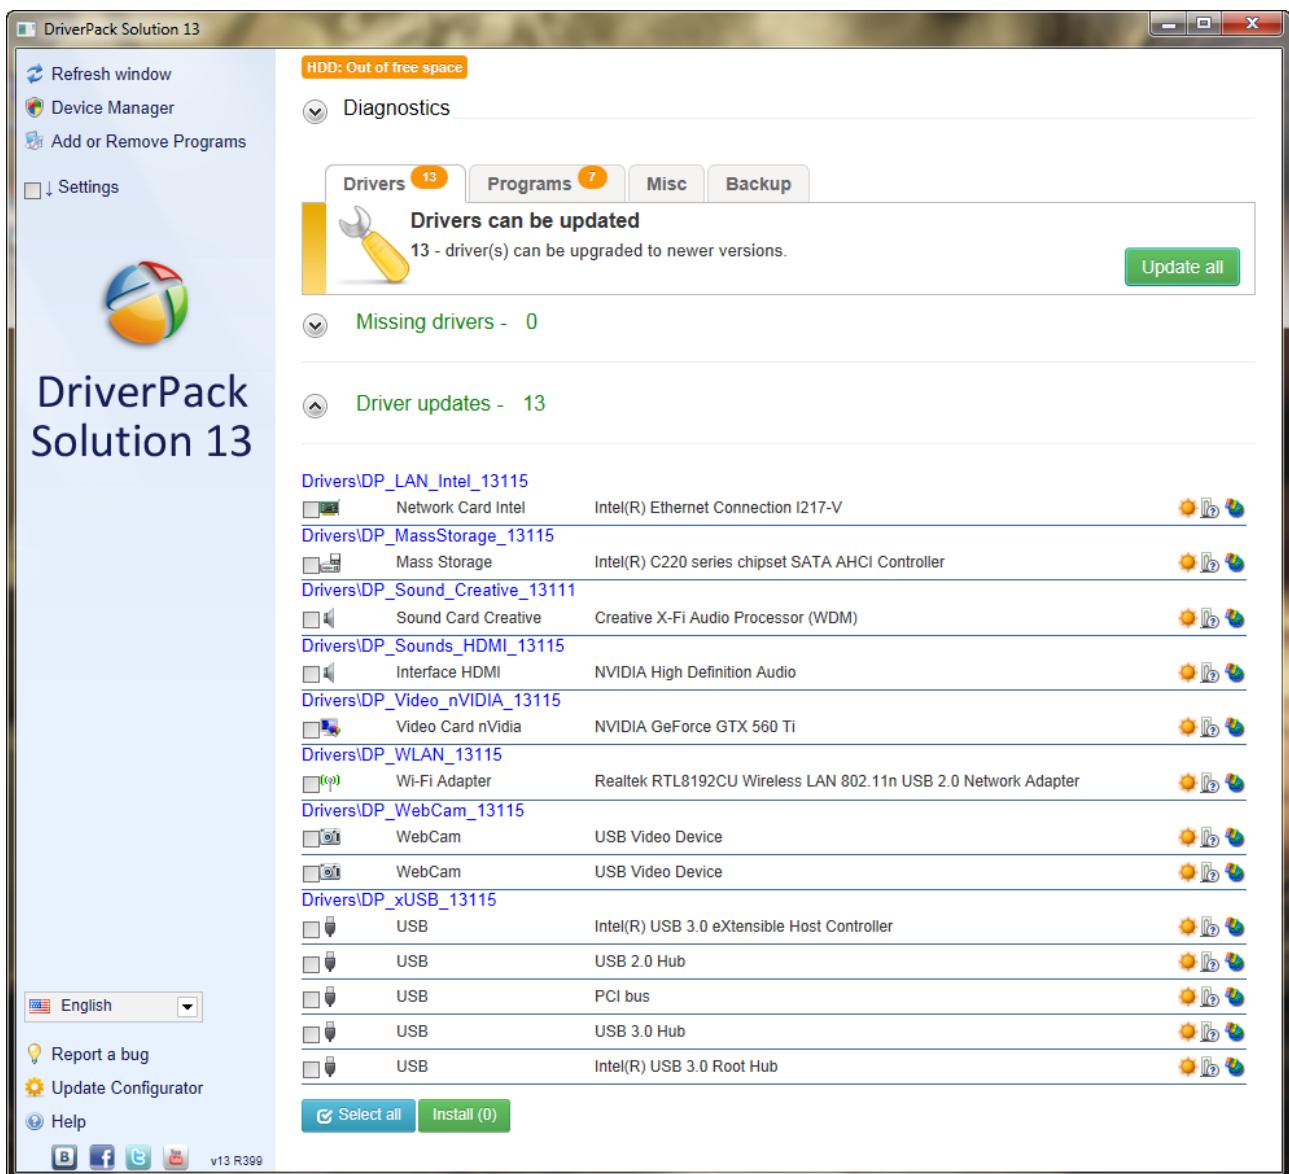 DriverPack Solution 13
Refresh window
Device Manager
Add or Remove Programs
↓ Settings
DriverPack
Solution 13
English
Report a bug
Update Configurator
Help
v13 R399
HDD: Out of free space
Diagnostics
Drivers 13 Programs 7 Misc Backup
Drivers can be updated
13 - driver(s) can be upgraded to newer versions.
Update all
Missing drivers - 0
Driver updates - 13
Drivers\DP_LAN_Intel_13115
Network Card Intel Intel(R) Ethernet Connection I217-V
Drivers\DP_MassStorage_13115
Mass Storage Intel(R) C220 series chipset SATA AHCI Controller
Drivers\DP_Sound_Creative_13111
Sound Card Creative Creative X-Fi Audio Processor (WDM)
Drivers\DP_Sounds_HDMI_13115
Interface HDMI NVIDIA High Definition Audio
Drivers\DP_Video_nVIDIA_13115
Video Card nVidia NVIDIA GeForce GTX 560 Ti
Drivers\DP_WLAN_13115
Wi-Fi Adapter Realtek RTL8192CU Wireless LAN 802.11n USB 2.0 Network Adapter
Drivers\DP_WebCam_13115
WebCam USB Video Device
WebCam USB Video Device
Drivers\DP_xUSB_13115
USB Intel(R) USB 3.0 eXtensible Host Controller
USB USB 2.0 Hub
USB PCI bus
USB USB 3.0 Hub
USB Intel(R) USB 3.0 Root Hub
Select all Install (0)